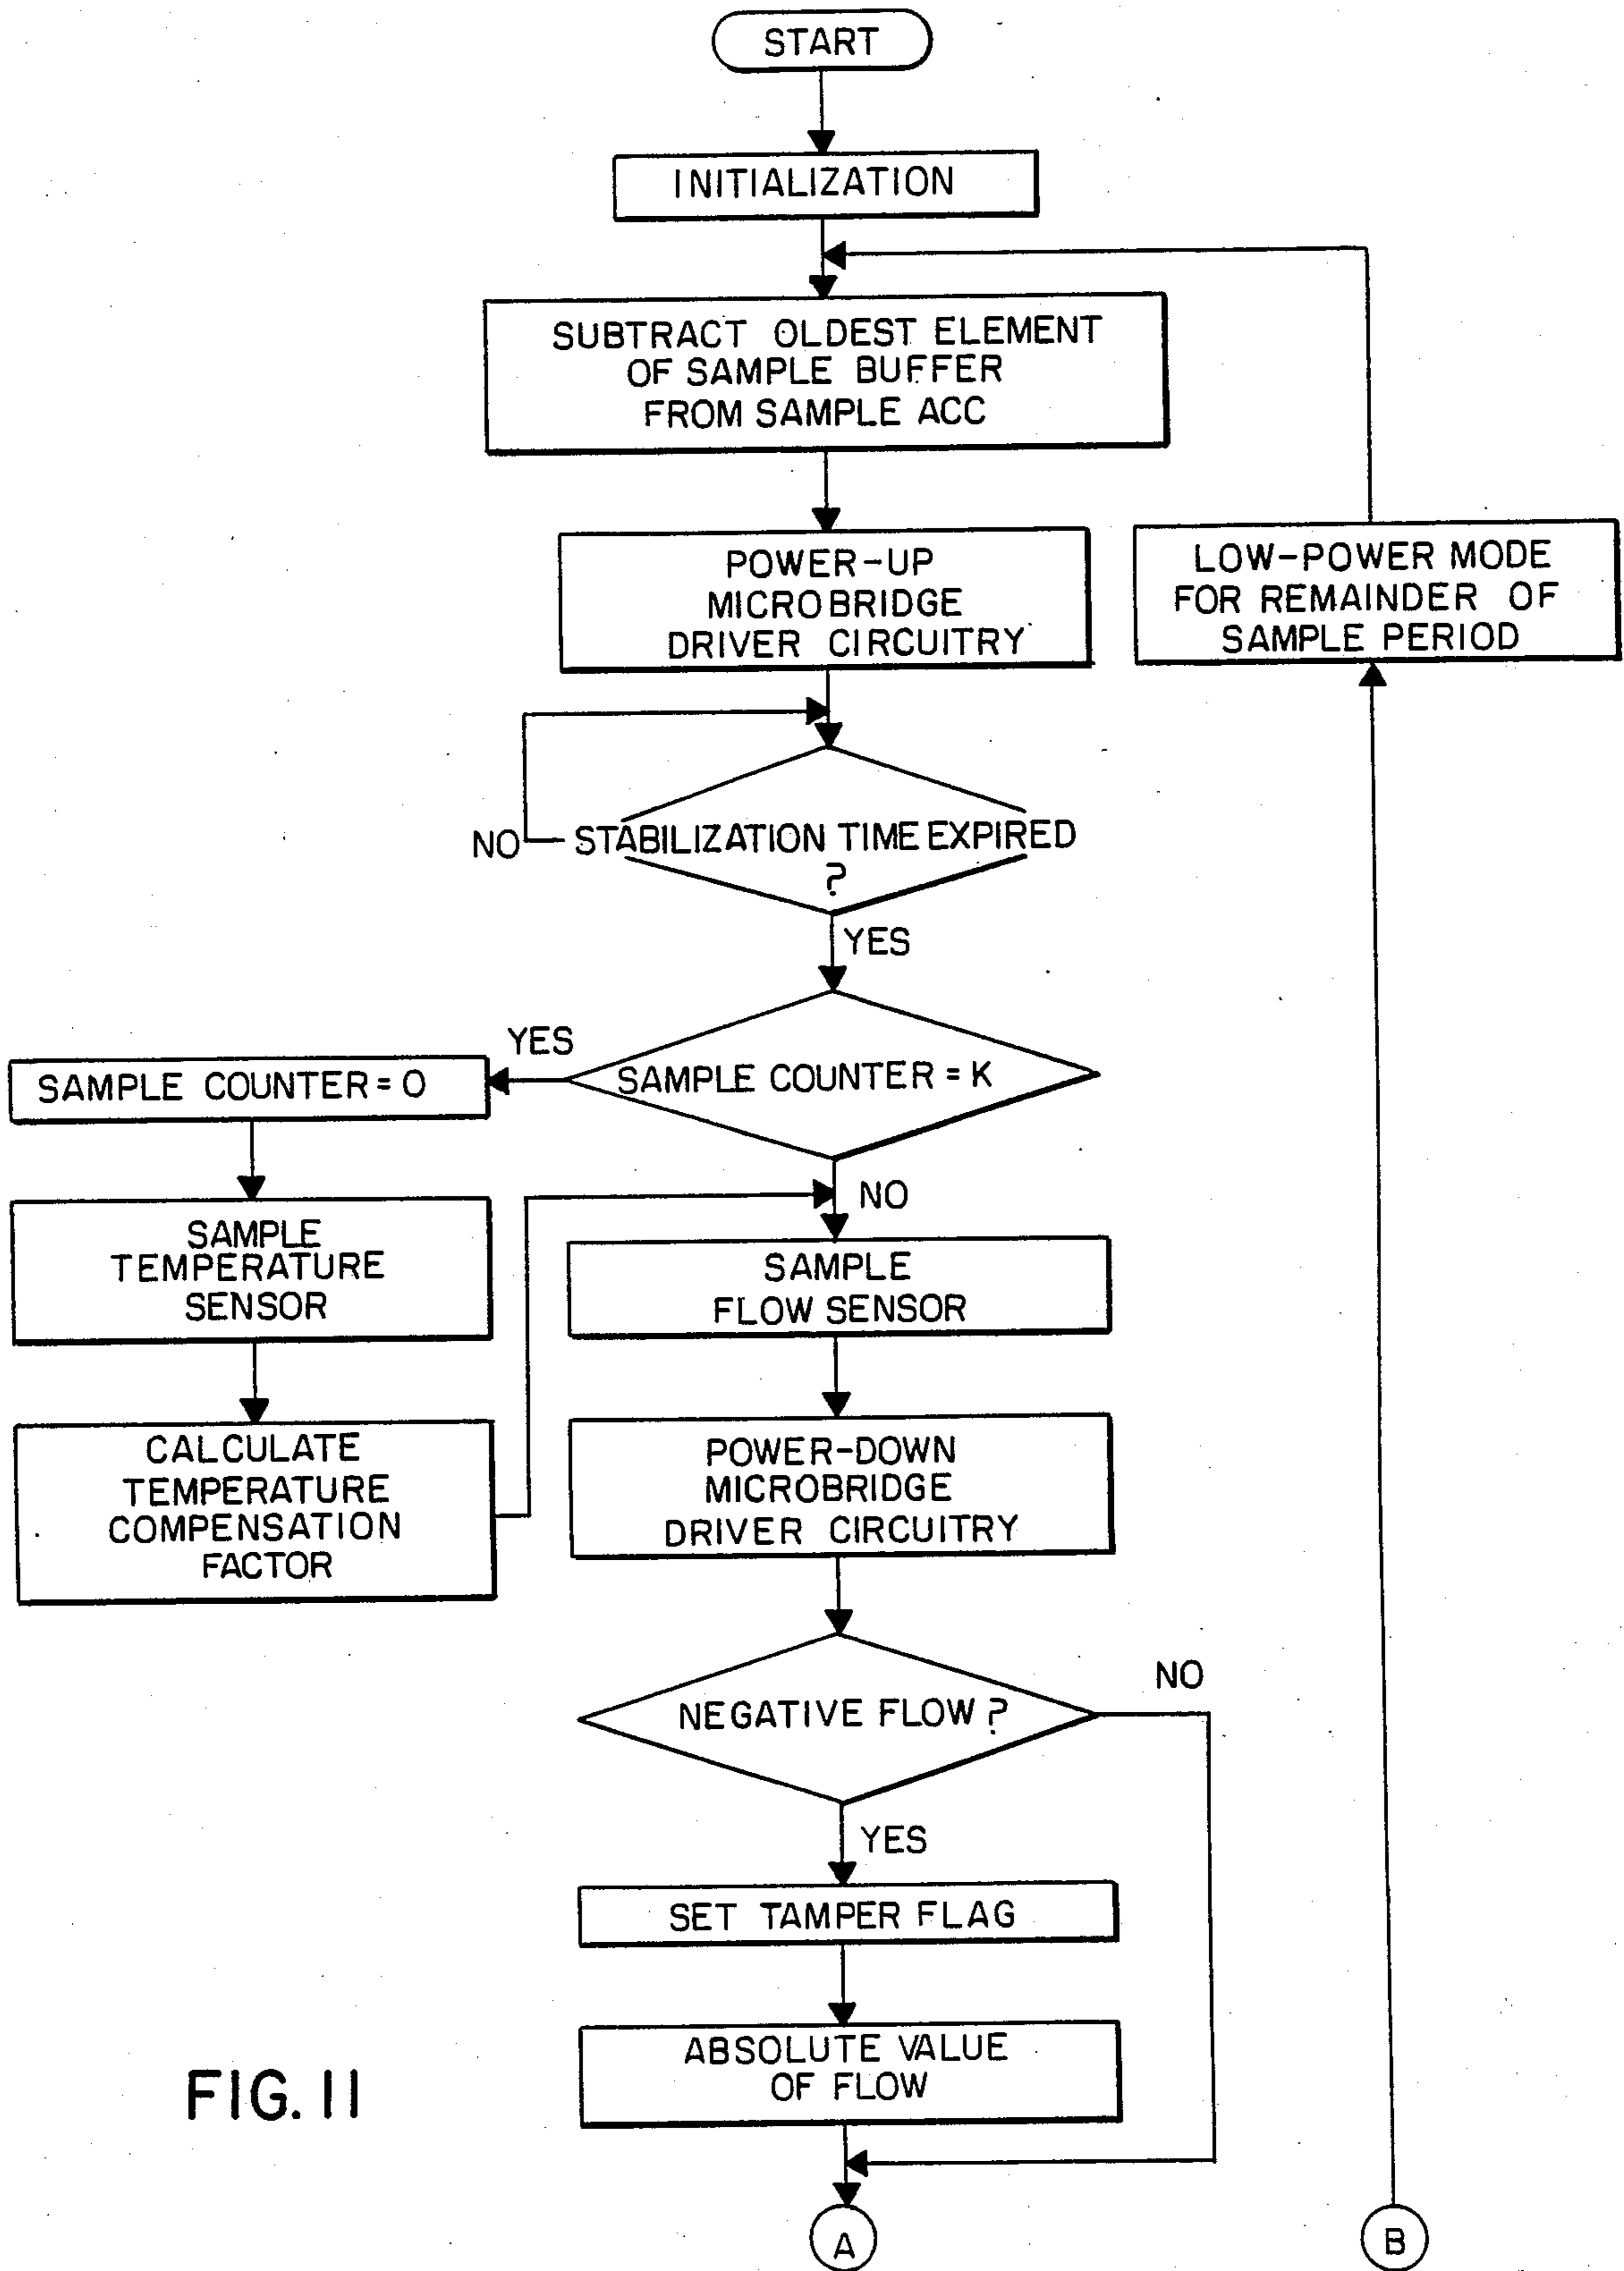 START
INITIALIZATION
SUBTRACT OLDEST ELEMENT
OF SAMPLE BUFFER
FROM SAMPLE ACC
POWER-UP
MICROBRIDGE
DRIVER CIRCUITRY
LOW-POWER MODE
FOR REMAINDER OF
SAMPLE PERIOD
NO
STABILIZATION TIME EXPIRED
?
YES
SAMPLE COUNTER = K
YES
SAMPLE COUNTER = 0
NO
SAMPLE
TEMPERATURE
SENSOR
CALCULATE
TEMPERATURE
COMPENSATION
FACTOR
SAMPLE
FLOW SENSOR
POWER-DOWN
MICROBRIDGE
DRIVER CIRCUITRY
NEGATIVE FLOW ?
NO
YES
SET TAMPER FLAG
ABSOLUTE VALUE
OF FLOW
FIG. 11
A
B